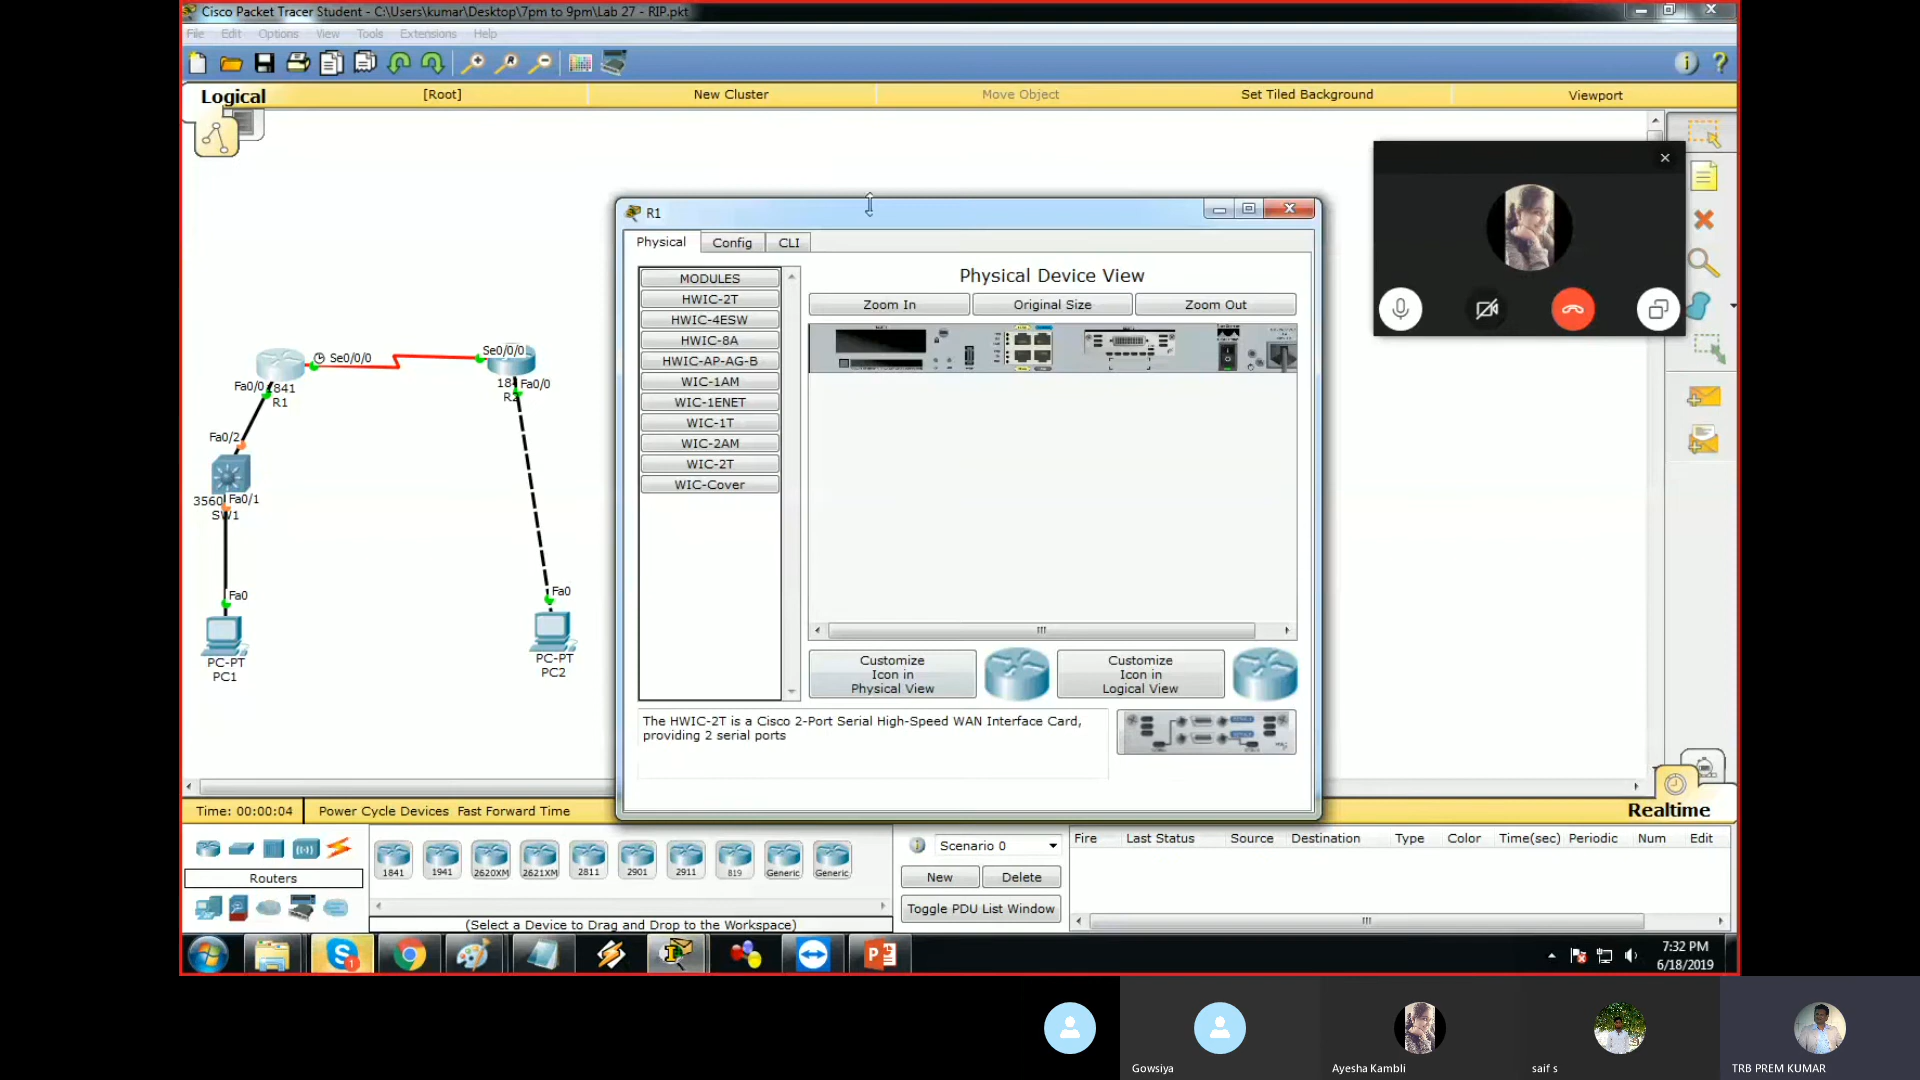 Cisco Packet Tracer Student - C:\Users\kumar\Desktop\7pm to 9pm\Lab 27 - RIP.pkt
File Edit Options View Tools Extensions Help
Logical [Root] New Cluster Move Object Set Tiled Background Viewport
R1
Physical Config CLI
MODULES
HWIC-2T
HWIC-4ESW
HWIC-8A
HWIC-AP-AG-B
WIC-1AM
WIC-1ENET
WIC-1T
WIC-2AM
WIC-2T
WIC-Cover
Physical Device View
Zoom In Original Size Zoom Out
Customize
Icon in
Physical View
Customize
Icon in
Logical View
The HWIC-2T is a Cisco 2-Port Serial High-Speed WAN Interface Card,
providing 2 serial ports
Se0/0/0
Se0/0/0
Fa0/0
841
R1
184
Fa0/0
R2
Fa0/2
3560
Fa0/1
SW1
Fa0
PC-PT
PC1
Fa0
PC-PT
PC2
Time: 00:00:04 Power Cycle Devices Fast Forward Time
Realtime
Routers
1841 1941 2620XM 2621XM 2811 2901 2911 819 Generic Generic
(Select a Device to Drag and Drop to the Workspace)
Scenario 0
New Delete
Toggle PDU List Window
Fire Last Status Source Destination Type Color Time(sec) Periodic Num Edit
7:32 PM
6/18/2019
Gowsiya
Ayesha Kambli
saif s
TRB PREM KUMAR